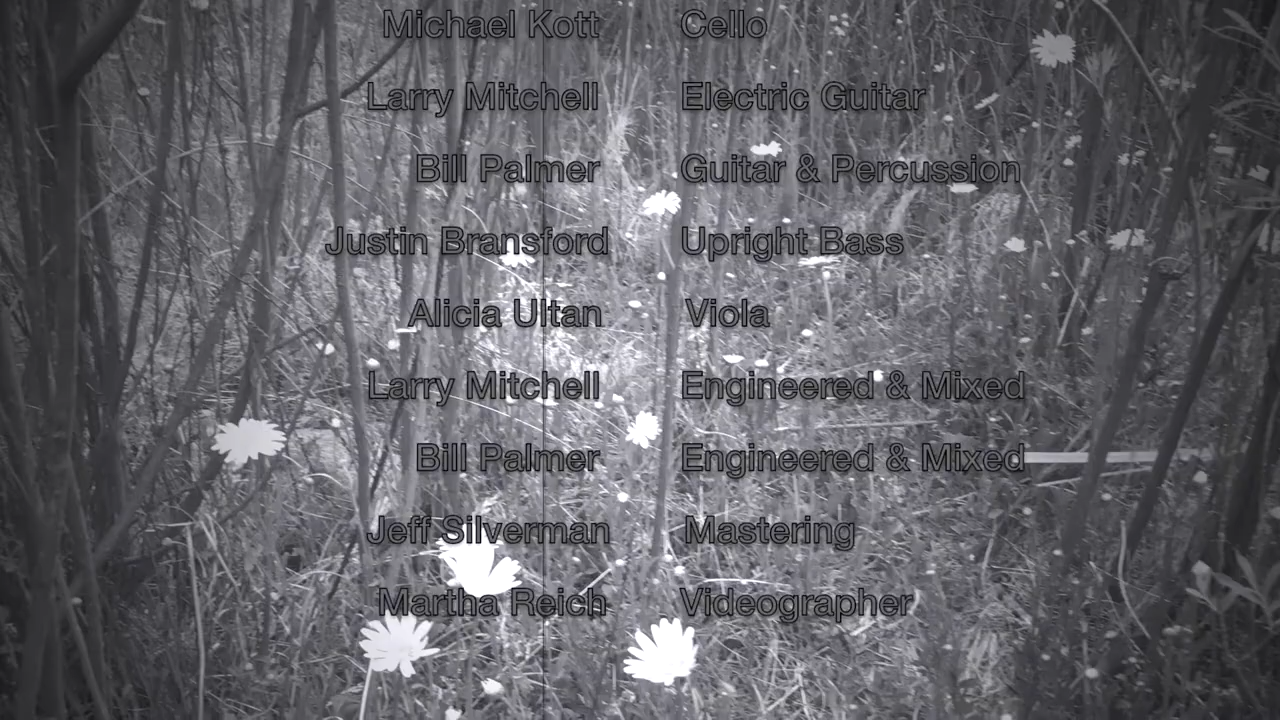 Michael Kott Cello
Larry Mitchell Electric Guitar
Bill Palmer Guitar & Percussion
Justin Bransford Upright Bass
Alicia Ultan Viola
Larry Mitchell Engineered & Mixed
Bill Palmer Engineered & Mixed
Jeff Silverman Mastering
Martha Reich Videographer